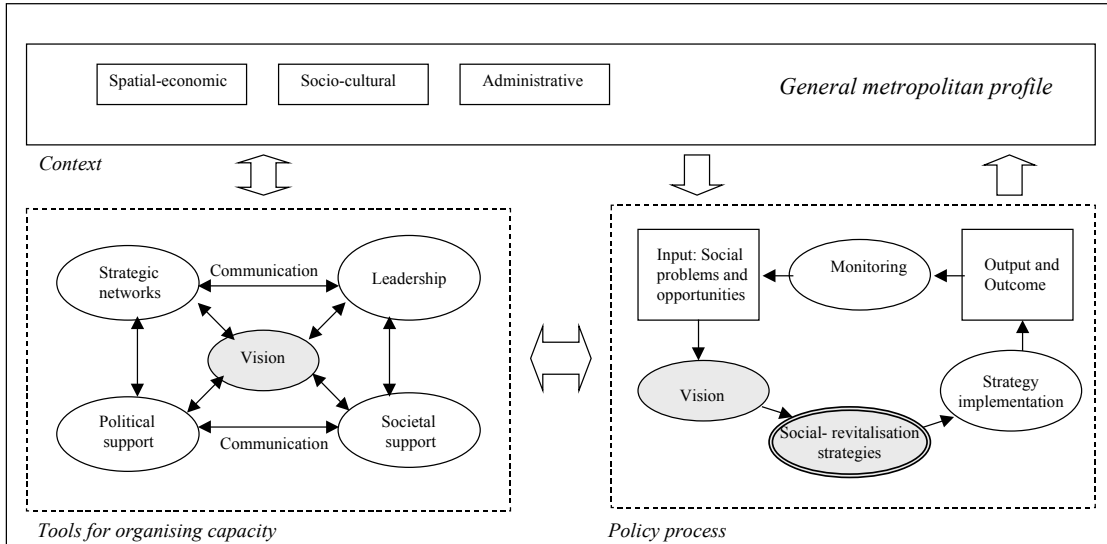 Spatial-economic
Socio-cultural
Administrative
General metropolitan profile
Context
Strategic
networks
Communication
Leadership
Vision
Political
support
Communication
Societal
support
Tools for organising capacity
Input: Social
problems and
opportunities
Monitoring
Output and
Outcome
Vision
Social- revitalisation
strategies
Strategy
implementation
Policy process